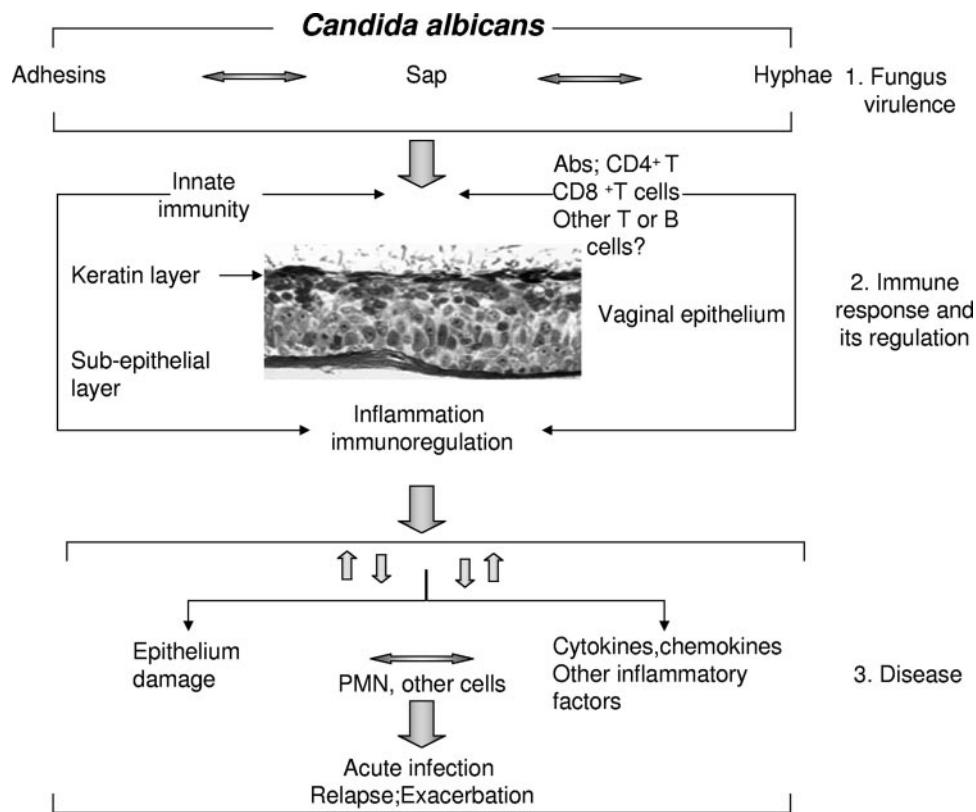 Candida albicans
Adhesins
Sap
Hyphae
1. Fungus
virulence
Innate
immunity
Abs; CD4+ T
CD8 +T cells
Other T or B
cells?
Keratin layer
Vaginal epithelium
2. Immune
response and
its regulation
Sub-epithelial
layer
Inflammation
immunoregulation
Epithelium
damage
PMN, other cells
Cytokines,chemokines
Other inflammatory
factors
3. Disease
Acute infection
Relapse;Exacerbation